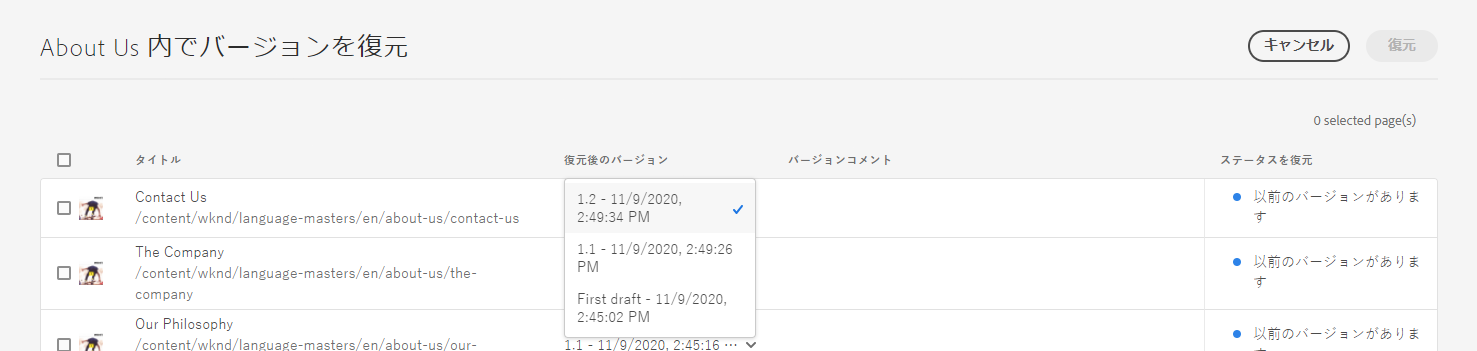 About Us 内でバージョンを復元
キャンセル
復元
0 selected page(s)
タイトル
復元後のバージョン
バージョンコメント
ステータスを復元
Contact Us
/content/wknd/language-masters/en/about-us/contact-us
1.2 - 11/9/2020,
2:49:34 PM
1.1 - 11/9/2020, 2:49:26
PM
First draft - 11/9/2020,
2:45:02 PM
以前のバージョンがありま
す
The Company
/content/wknd/language-masters/en/about-us/the-
company
以前のバージョンがありま
す
Our Philosophy
/content/wknd/language-masters/en/about-us/our-
1.1 - 11/9/2020, 2:45:16 …
以前のバージョンがありま